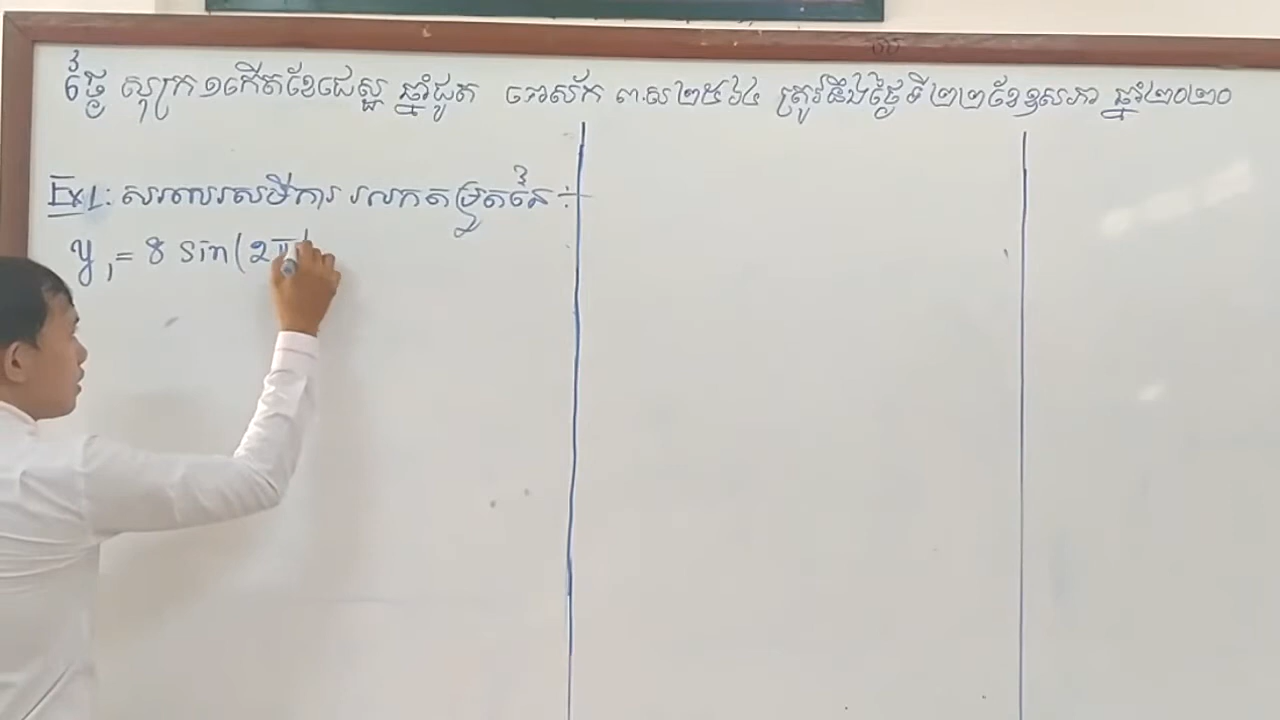 ថ្ងៃ សុក្រ ១កើតខែជេស្ឋ ឆ្នាំជូត ទោស័ក ព.ស ២៥៦៤ ត្រូវនឹងថ្ងៃទី២២ខែឧសភា ឆ្នាំ២០២០
Ex1: សរសេរសមីការ រលកតម្រួតនៃ ÷
y₁ = 8 sin(2π